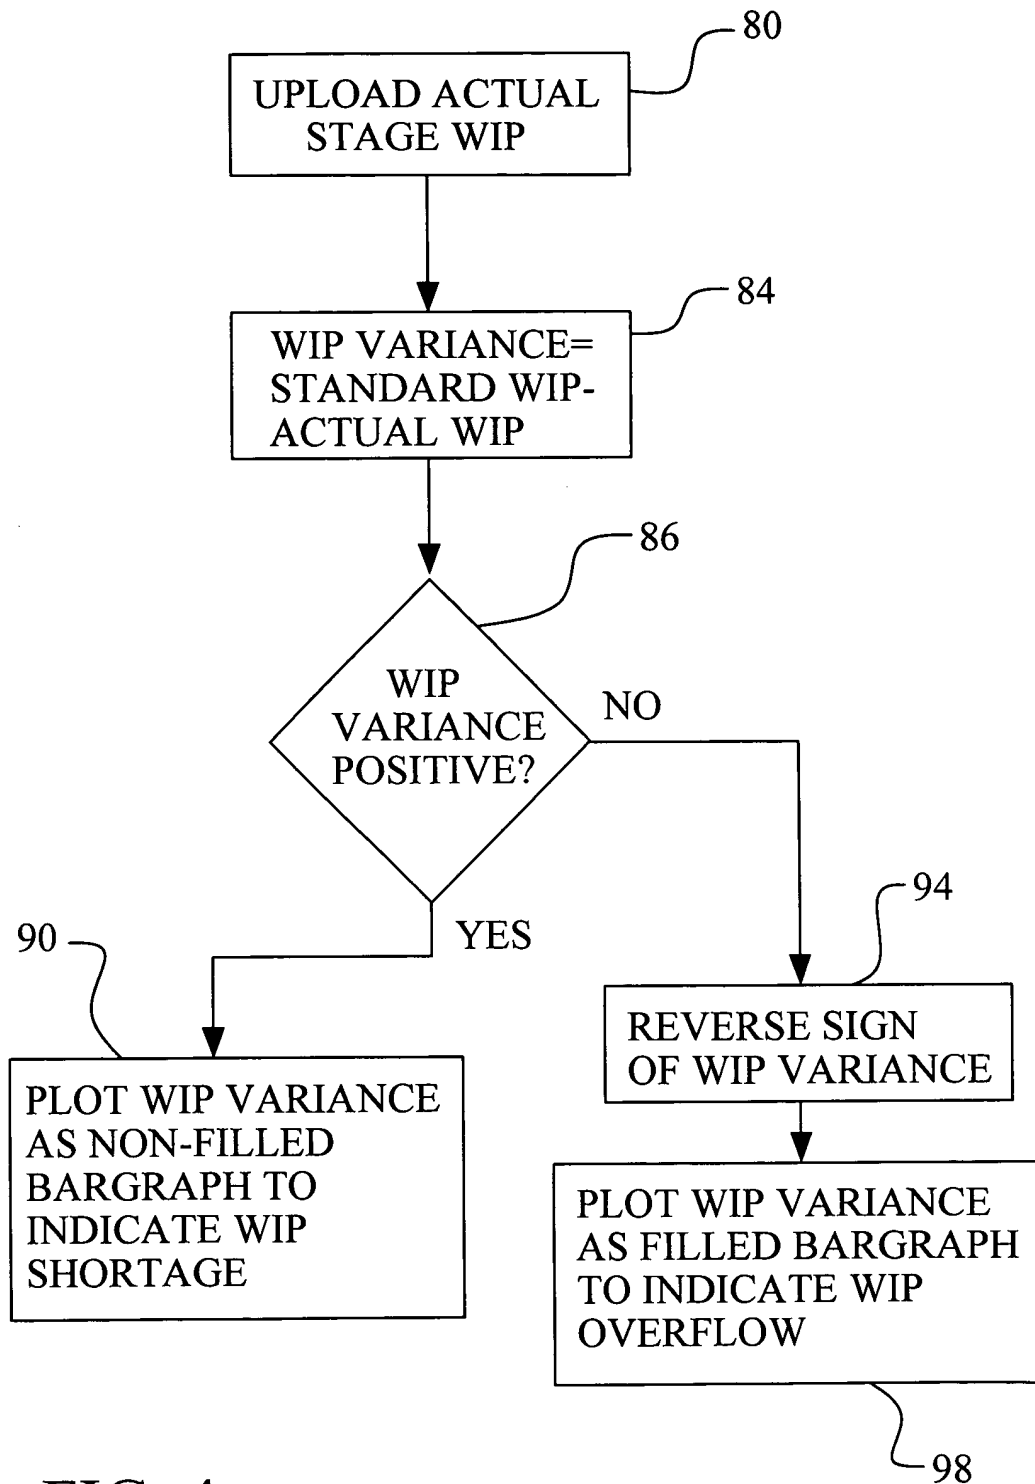 80
UPLOAD ACTUAL
STAGE WIP
84
WIP VARIANCE=
STANDARD WIP-
ACTUAL WIP
86
WIP
VARIANCE
POSITIVE?
NO
YES
90
94
REVERSE SIGN
OF WIP VARIANCE
PLOT WIP VARIANCE
AS NON-FILLED
BARGRAPH TO
INDICATE WIP
SHORTAGE
PLOT WIP VARIANCE
AS FILLED BARGRAPH
TO INDICATE WIP
OVERFLOW
98
FIG. 4